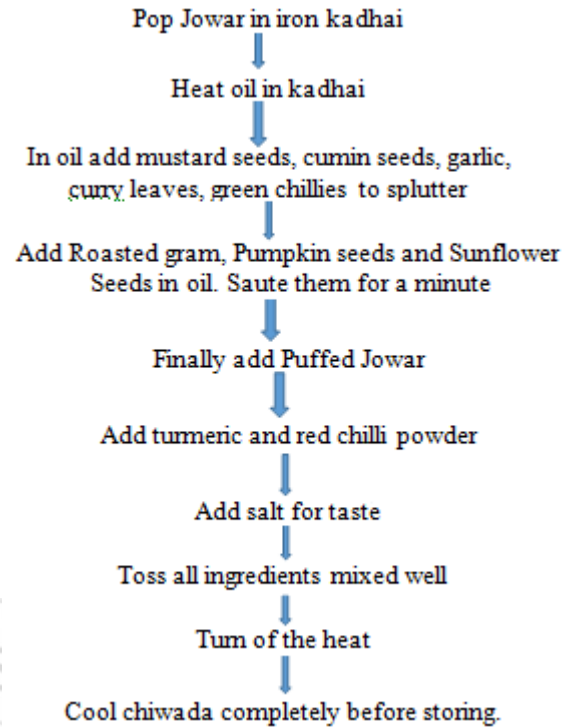 Pop Jowar in iron kadhai
Heat oil in kadhai
In oil add mustard seeds, cumin seeds, garlic,
curry leaves, green chillies to splutter
Add Roasted gram, Pumpkin seeds and Sunflower
Seeds in oil. Saute them for a minute
Finally add Puffed Jowar
Add turmeric and red chilli powder
Add salt for taste
Toss all ingredients mixed well
Turn of the heat
Cool chiwada completely before storing.